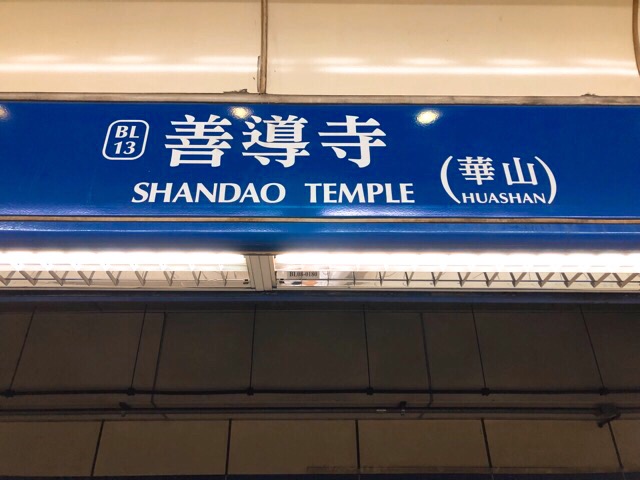 BL
13
善導寺
SHANDAO TEMPLE
(華山
HUASHAN)